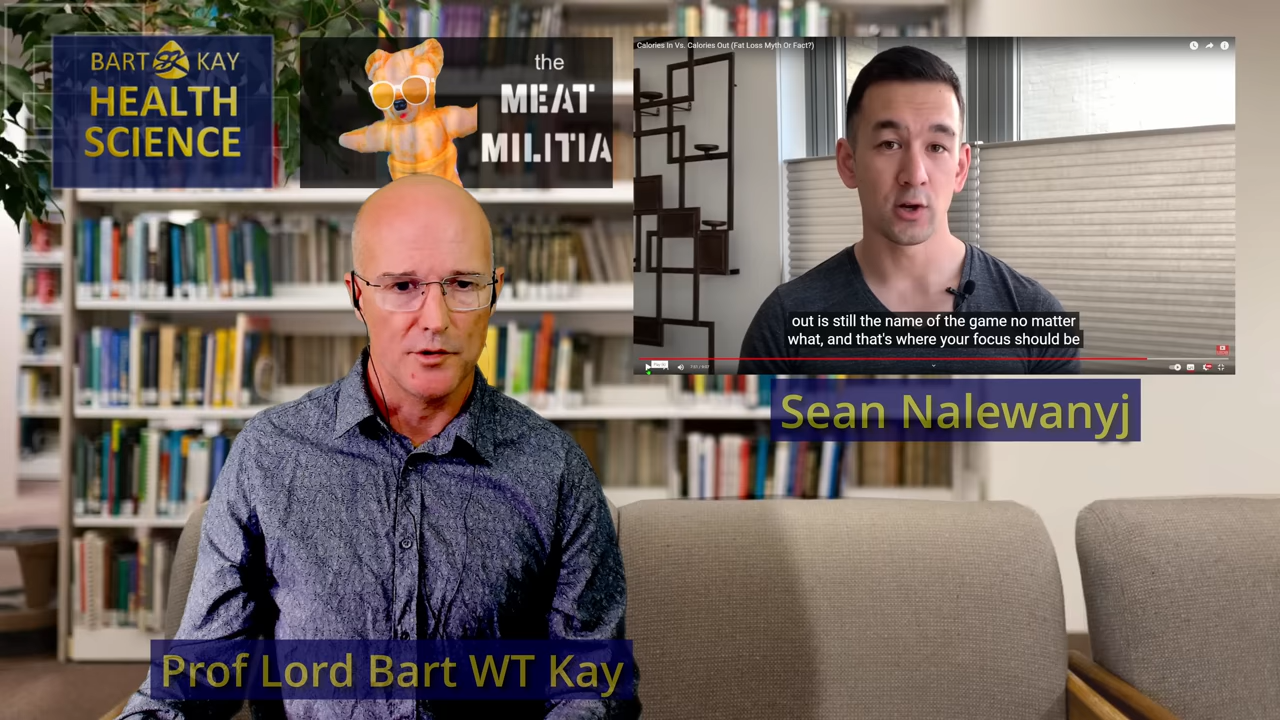 BART KAY
HEALTH
SCIENCE
the
MEAT
MILITIA
Calories In Vs. Calories Out (Fat Loss Myth Or Fact?)
out is still the name of the game no matter
what, and that's where your focus should be
Sean Nalewanyj
Prof Lord Bart WT Kay